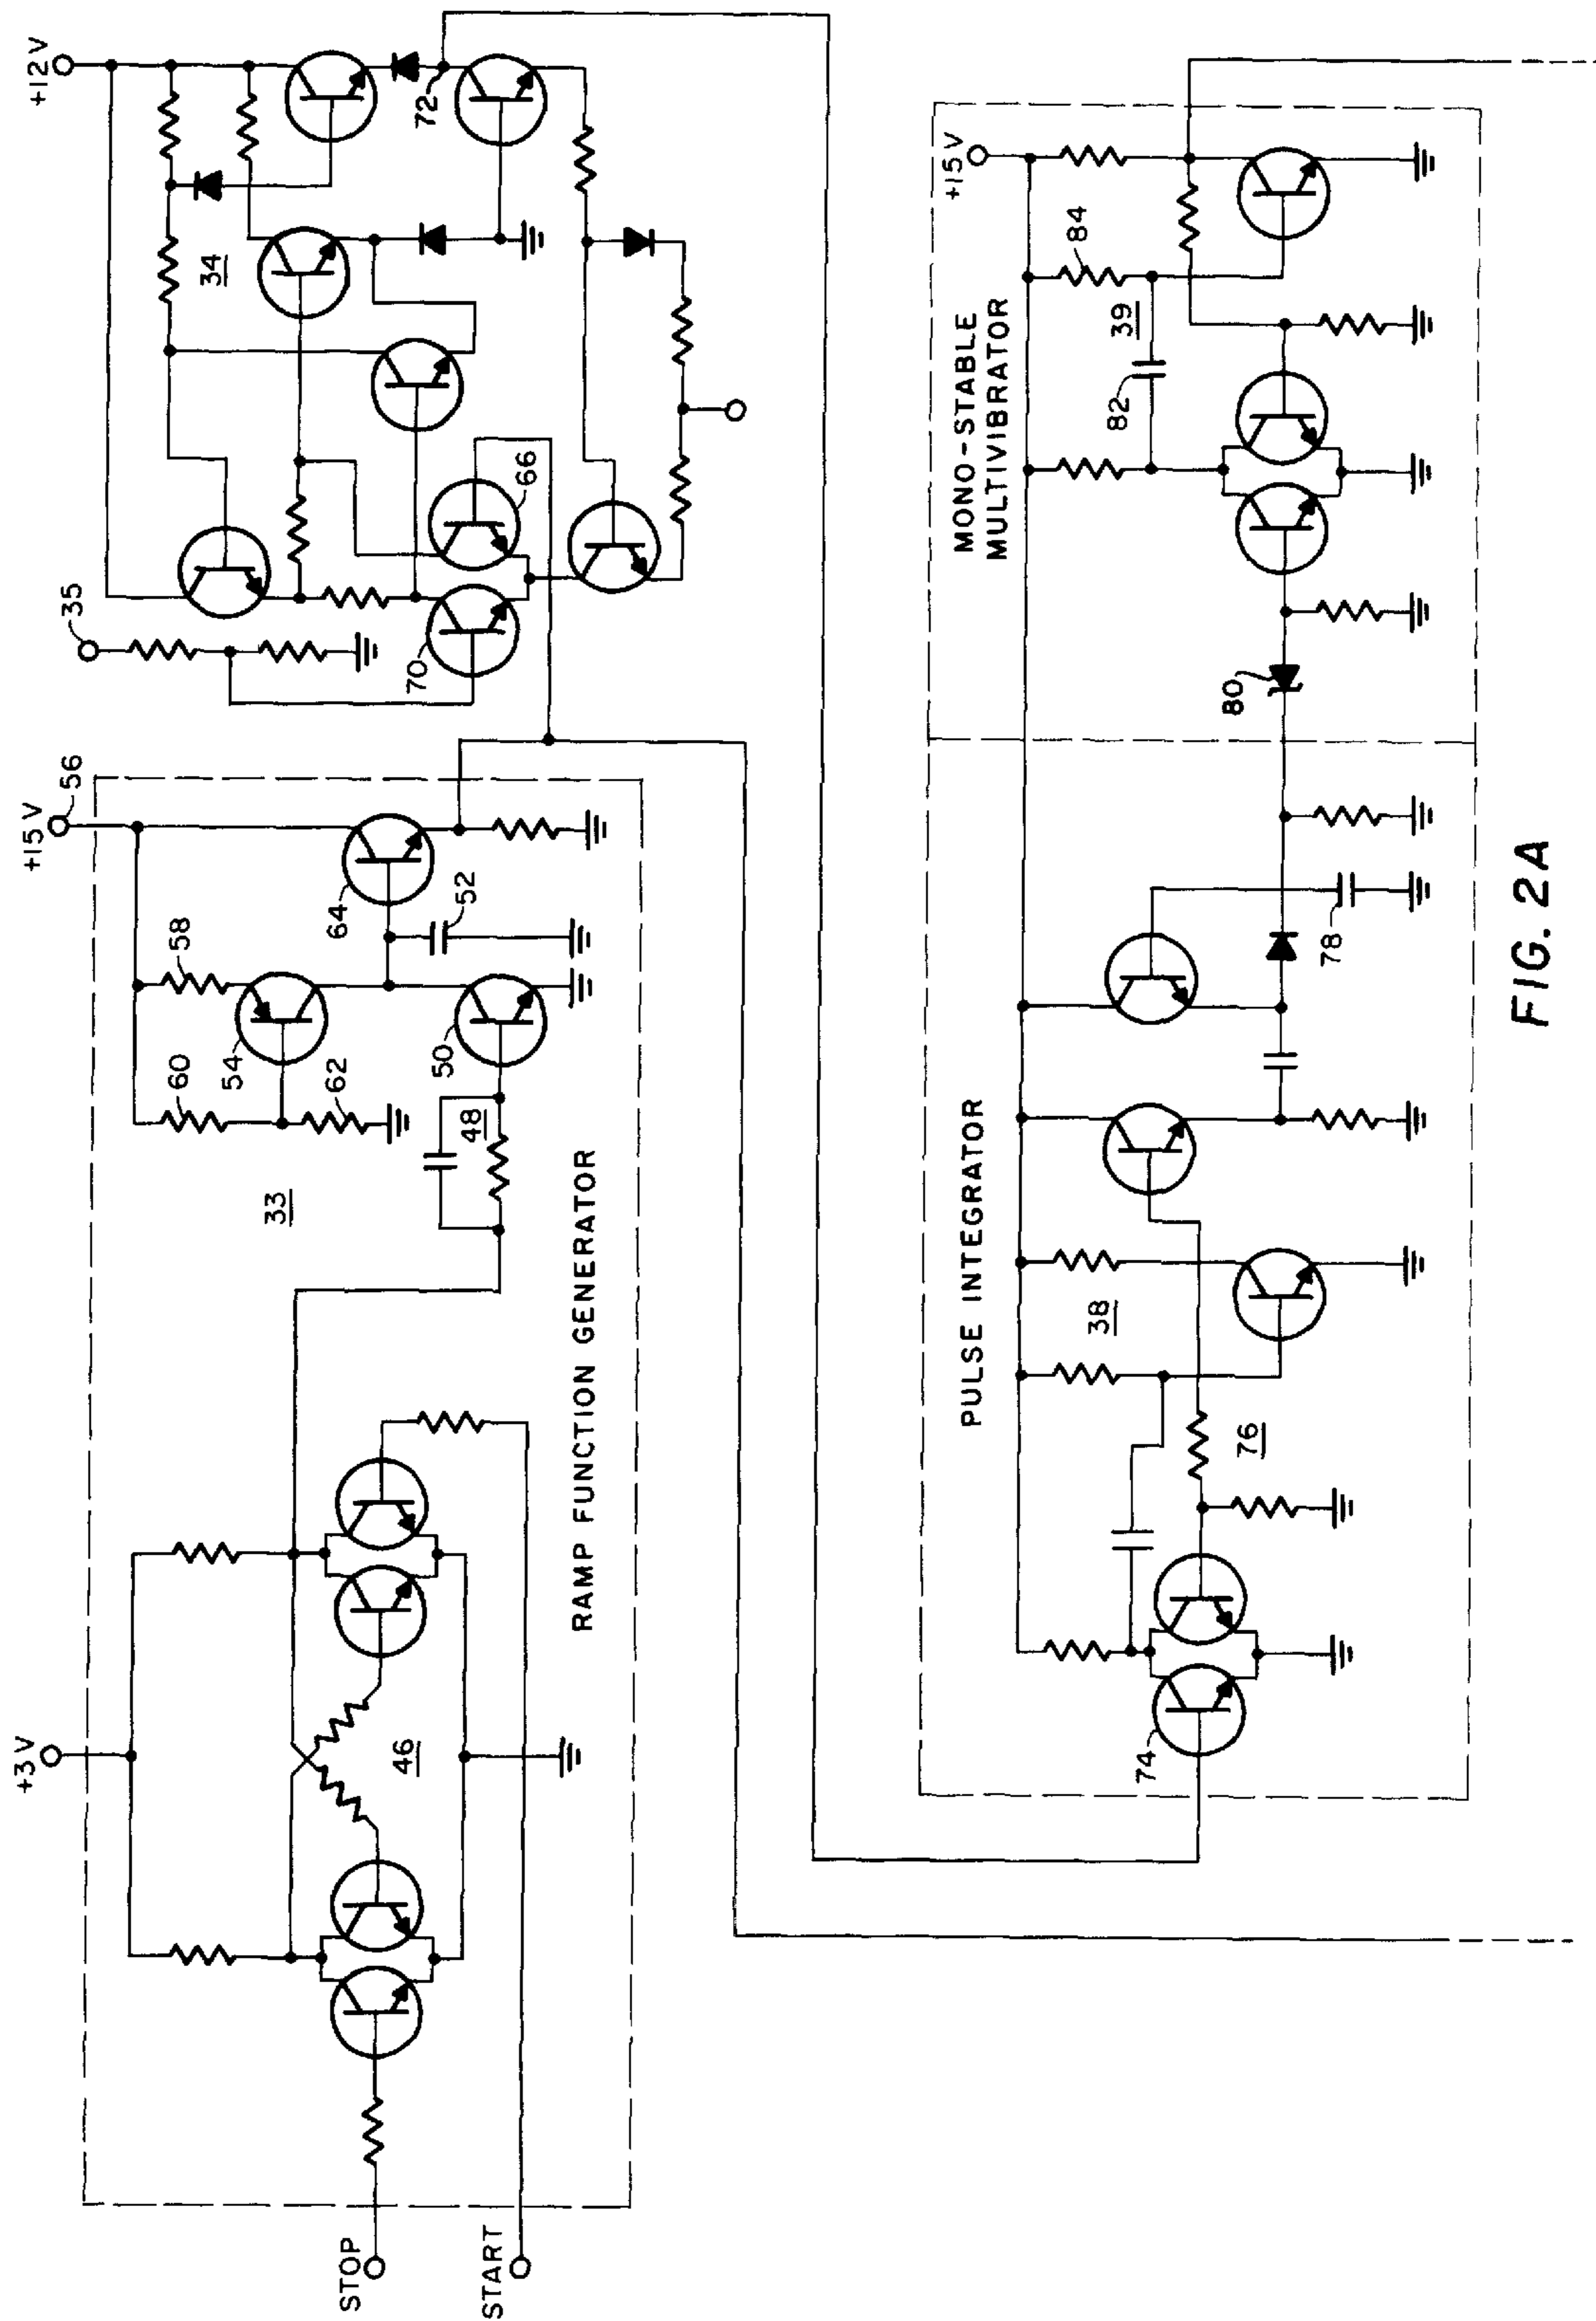 STOP
START
+3V
46
33
48
60
62
54
58
50
64
52
+15V
56
RAMP FUNCTION GENERATOR
35
70
66
34
72
+12V
74
76
38
PULSE INTEGRATOR
78
80
MONO-STABLE
MULTIVIBRATOR
82
39
84
+15V
FIG. 2A